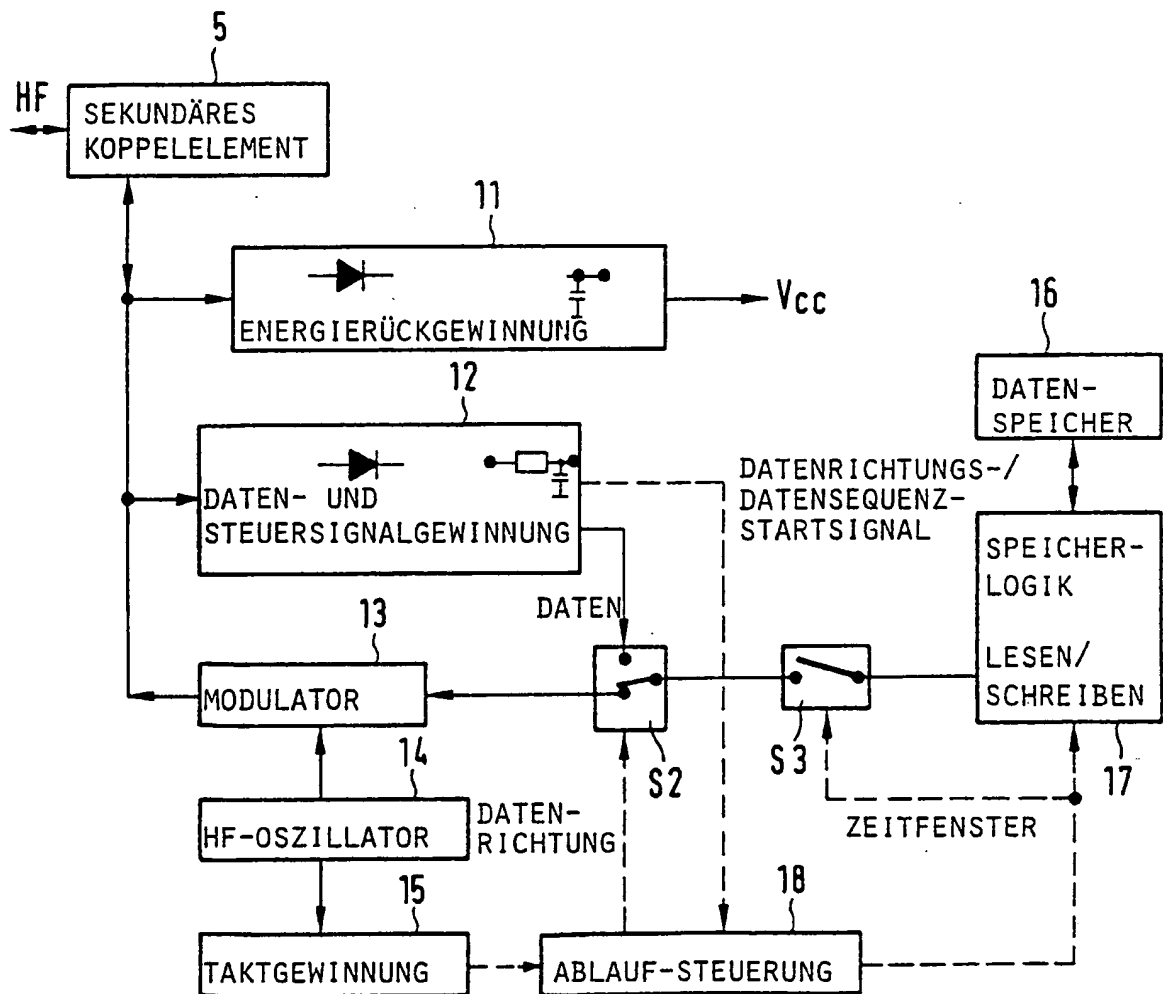 5
HF
SEKUNDÄRES
KOPPELELEMENT
11
ENERGIERÜCKGEWINNUNG
VCC
16
DATEN-
SPEICHER
12
DATEN- UND
STEUERSIGNALGEWINNUNG
DATENRICHTUNGS-/
DATENSEQUENZ-
STARTSIGNAL
SPEICHER-
LOGIK
LESEN/
SCHREIBEN
17
DATEN
13
MODULATOR
S2
S3
14
HF-OSZILLATOR
DATEN-
RICHTUNG
ZEITFENSTER
15
TAKTGEWINNUNG
18
ABLAUF-STEUERUNG